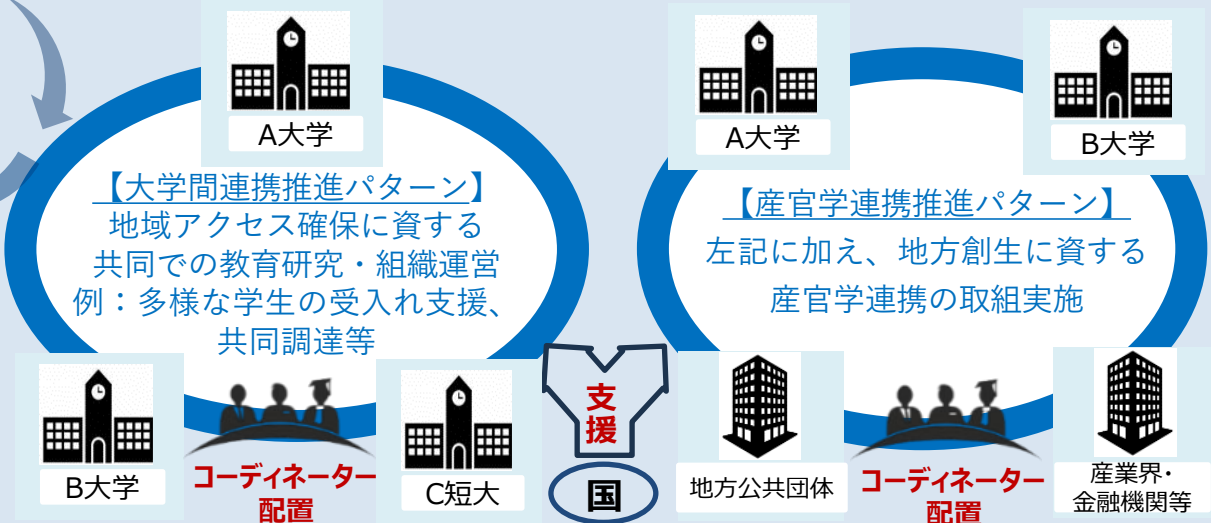 A大学
【大学間連携推進パターン】
地域アクセス確保に資する
共同での教育研究・組織運営
例：多様な学生の受入れ支援、
共同調達等
B大学
コーディネーター
配置
C短大
支
援
国
A大学
B大学
【産官学連携推進パターン】
左記に加え、地方創生に資する
産官学連携の取組実施
地方公共団体
コーディネーター
配置
産業界・
金融機関等